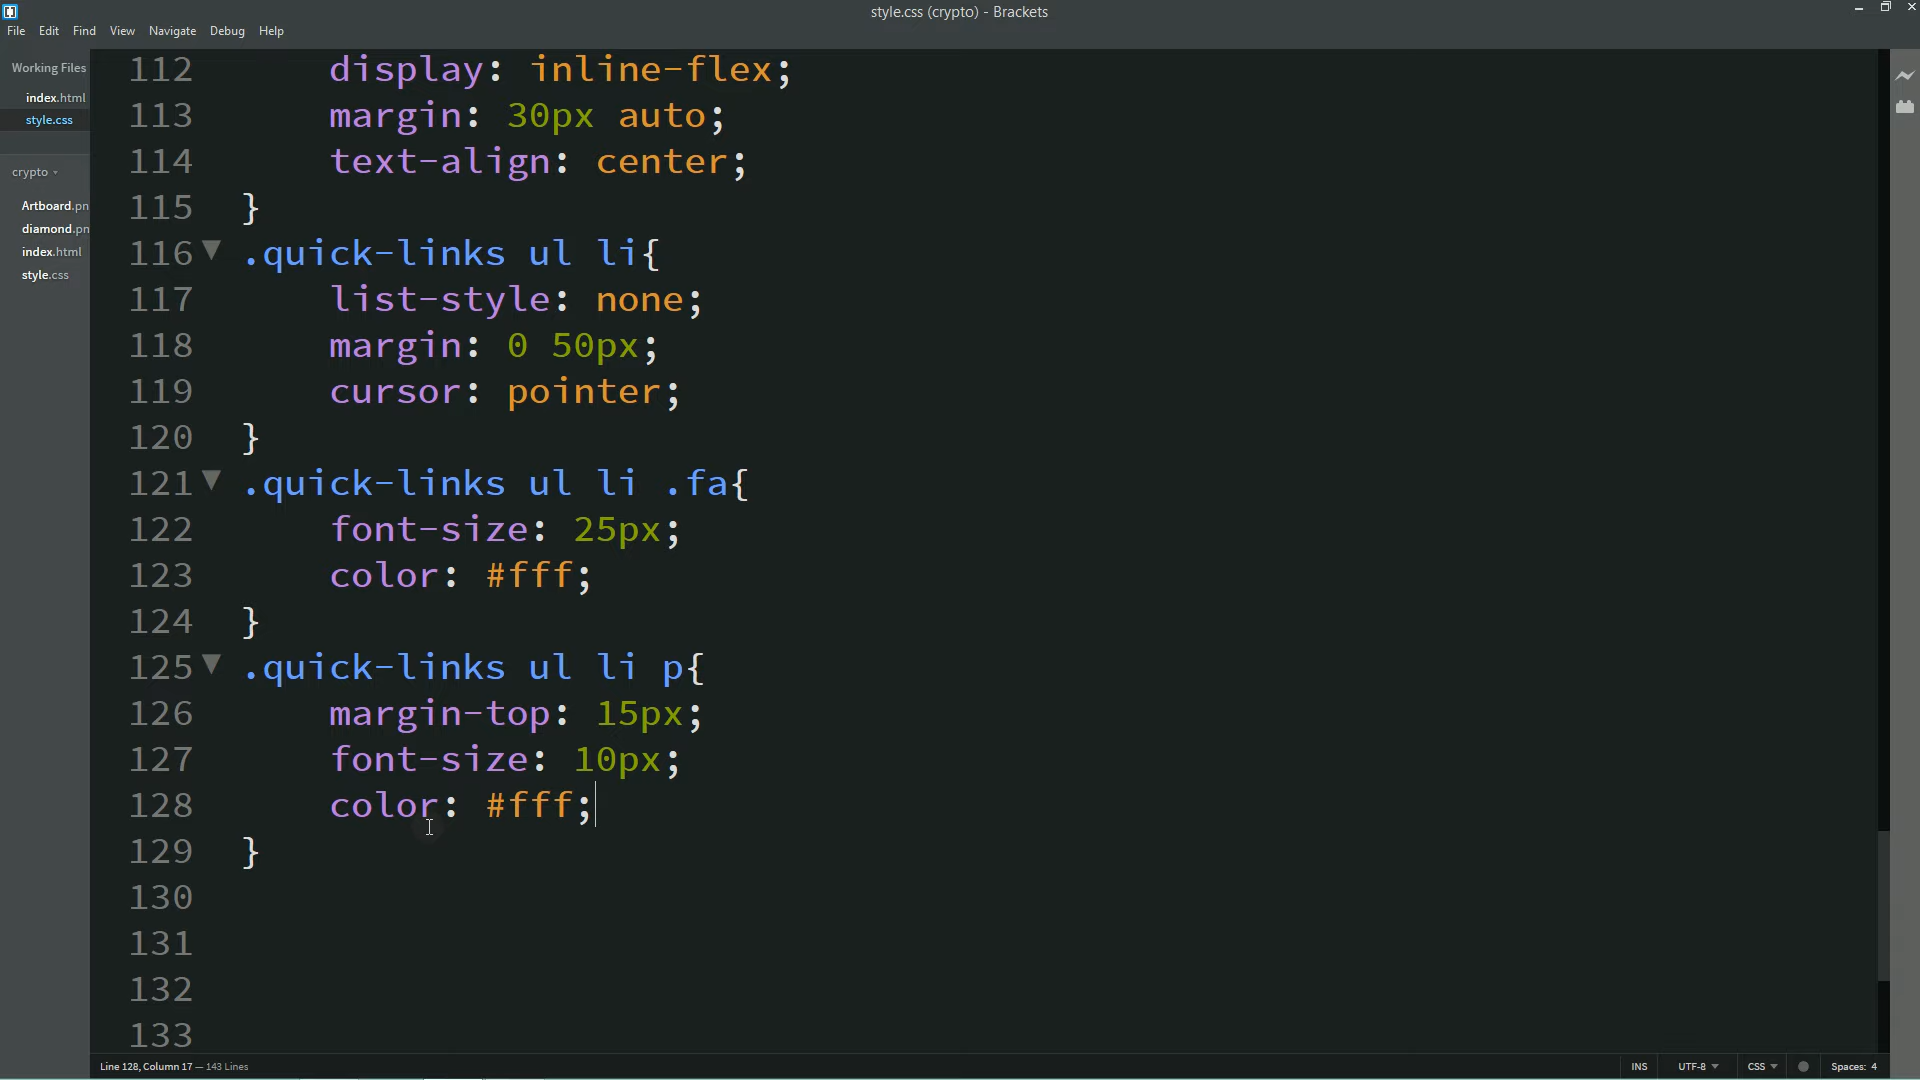 style.css (crypto) - Brackets
File Edit Find View Navigate Debug Help
Working Files
index.html
style.css
crypto
Artboard.pn
diamond.pn
index.html
style.css
112 display: inline-flex;
113 margin: 30px auto;
114 text-align: center;
115 }
116 .quick-links ul li{
117 list-style: none;
118 margin: 0 50px;
119 cursor: pointer;
120 }
121 .quick-links ul li .fa{
122 font-size: 25px;
123 color: #fff;
124 }
125 .quick-links ul li p{
126 margin-top: 15px;
127 font-size: 10px;
128 color: #fff;
129 }
130
131
132
133
Line 128, Column 17 — 143 Lines INS UTF-8 CSS Spaces: 4